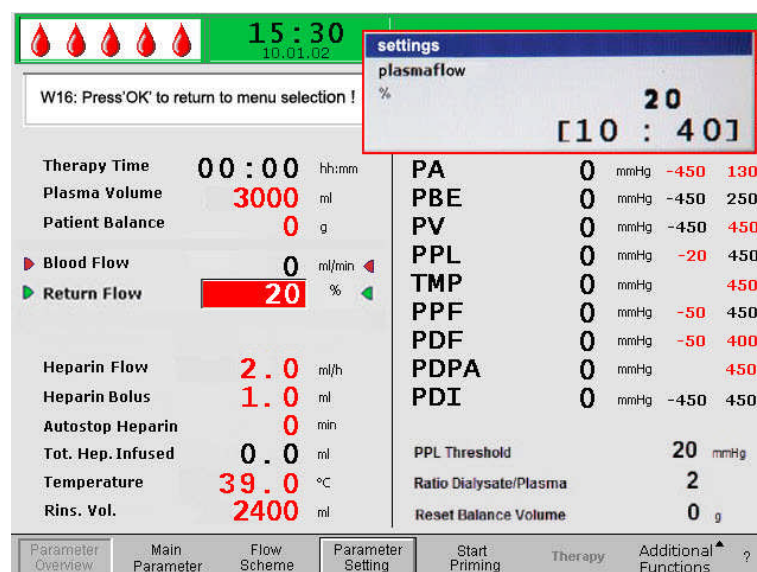 15:30
10.01.02
settings
plasmaflow
% 20
[10 : 40]
W16: Press'OK' to return to menu selection !
Therapy Time 00:00 hh:mm
Plasma Volume 3000 ml
Patient Balance 0 g
Blood Flow 0 ml/min
Return Flow 20 %
Heparin Flow 2.0 ml/h
Heparin Bolus 1.0 ml
Autostop Heparin 0 min
Tot. Hep. Infused 0.0 ml
Temperature 39.0 °C
Rins. Vol. 2400 ml
PA 0 mmHg -450 130
PBE 0 mmHg -450 250
PV 0 mmHg -450 450
PPL 0 mmHg -20 450
TMP 0 mmHg 450
PPF 0 mmHg -50 450
PDF 0 mmHg -50 400
PDPA 0 mmHg 450
PDI 0 mmHg -450 450
PPL Threshold 20 mmHg
Ratio Dialysate/Plasma 2
Reset Balance Volume 0 g
Parameter Overview
Main Parameter
Flow Scheme
Parameter Setting
Start Priming
Therapy
Additional Functions
?